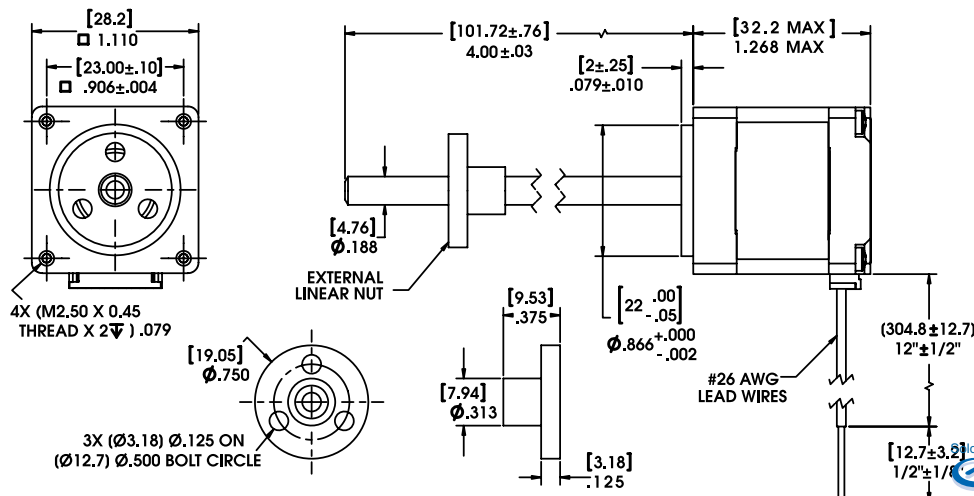 [28.2]
□ 1.110
[23.00±.10]
□ .906±.004
[101.72±.76]
4.00±.03
[32.2 MAX]
1.268 MAX
[2±.25]
.079±.010
[4.76]
Ø.188
EXTERNAL
LINEAR NUT
4X (M2.50 X 0.45
THREAD X 2↧) .079
[22 .00 -.05]
Ø.866 +.000 -.002
(304.8±12.7)
12"±1/2"
#26 AWG
LEAD WIRES
[19.05]
Ø.750
[9.53]
.375
[7.94]
Ø.313
3X (Ø3.18) Ø.125 ON
(Ø12.7) Ø.500 BOLT CIRCLE
[3.18]
.125
[12.7±3.2]
1/2"±1/8"